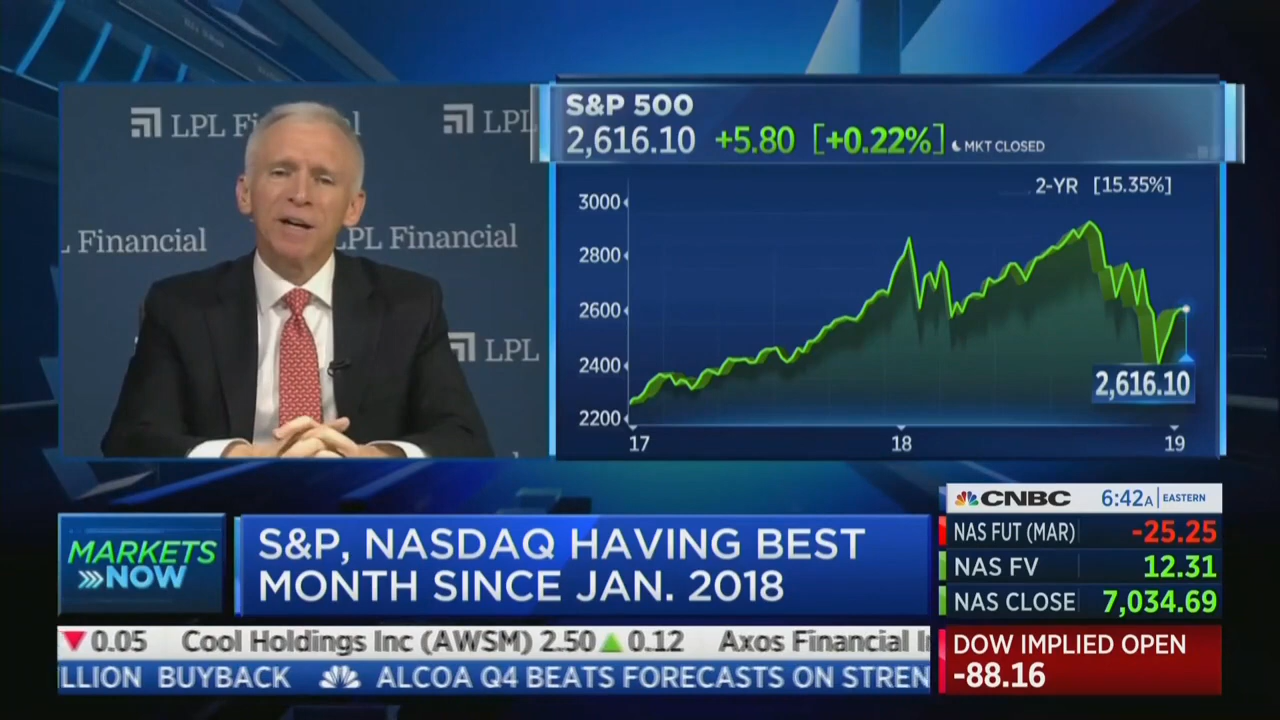 LPL Fi al
LPL
L Financial
LPL Financial
LPL
S&P 500
2,616.10 +5.80 [+0.22%] MKT CLOSED
2-YR [15.35%]
3000
2800
2600
2400
2200
2,616.10
17 18 19
CNBC 6:42A EASTERN
NAS FUT (MAR) -25.25
NAS FV 12.31
NAS CLOSE 7,034.69
DOW IMPLIED OPEN
-88.16
MARKETS
NOW
S&P, NASDAQ HAVING BEST
MONTH SINCE JAN. 2018
0.05 Cool Holdings Inc (AWSM) 2.50 0.12 Axos Financial I
LLION BUYBACK ALCOA Q4 BEATS FORECASTS ON STREN